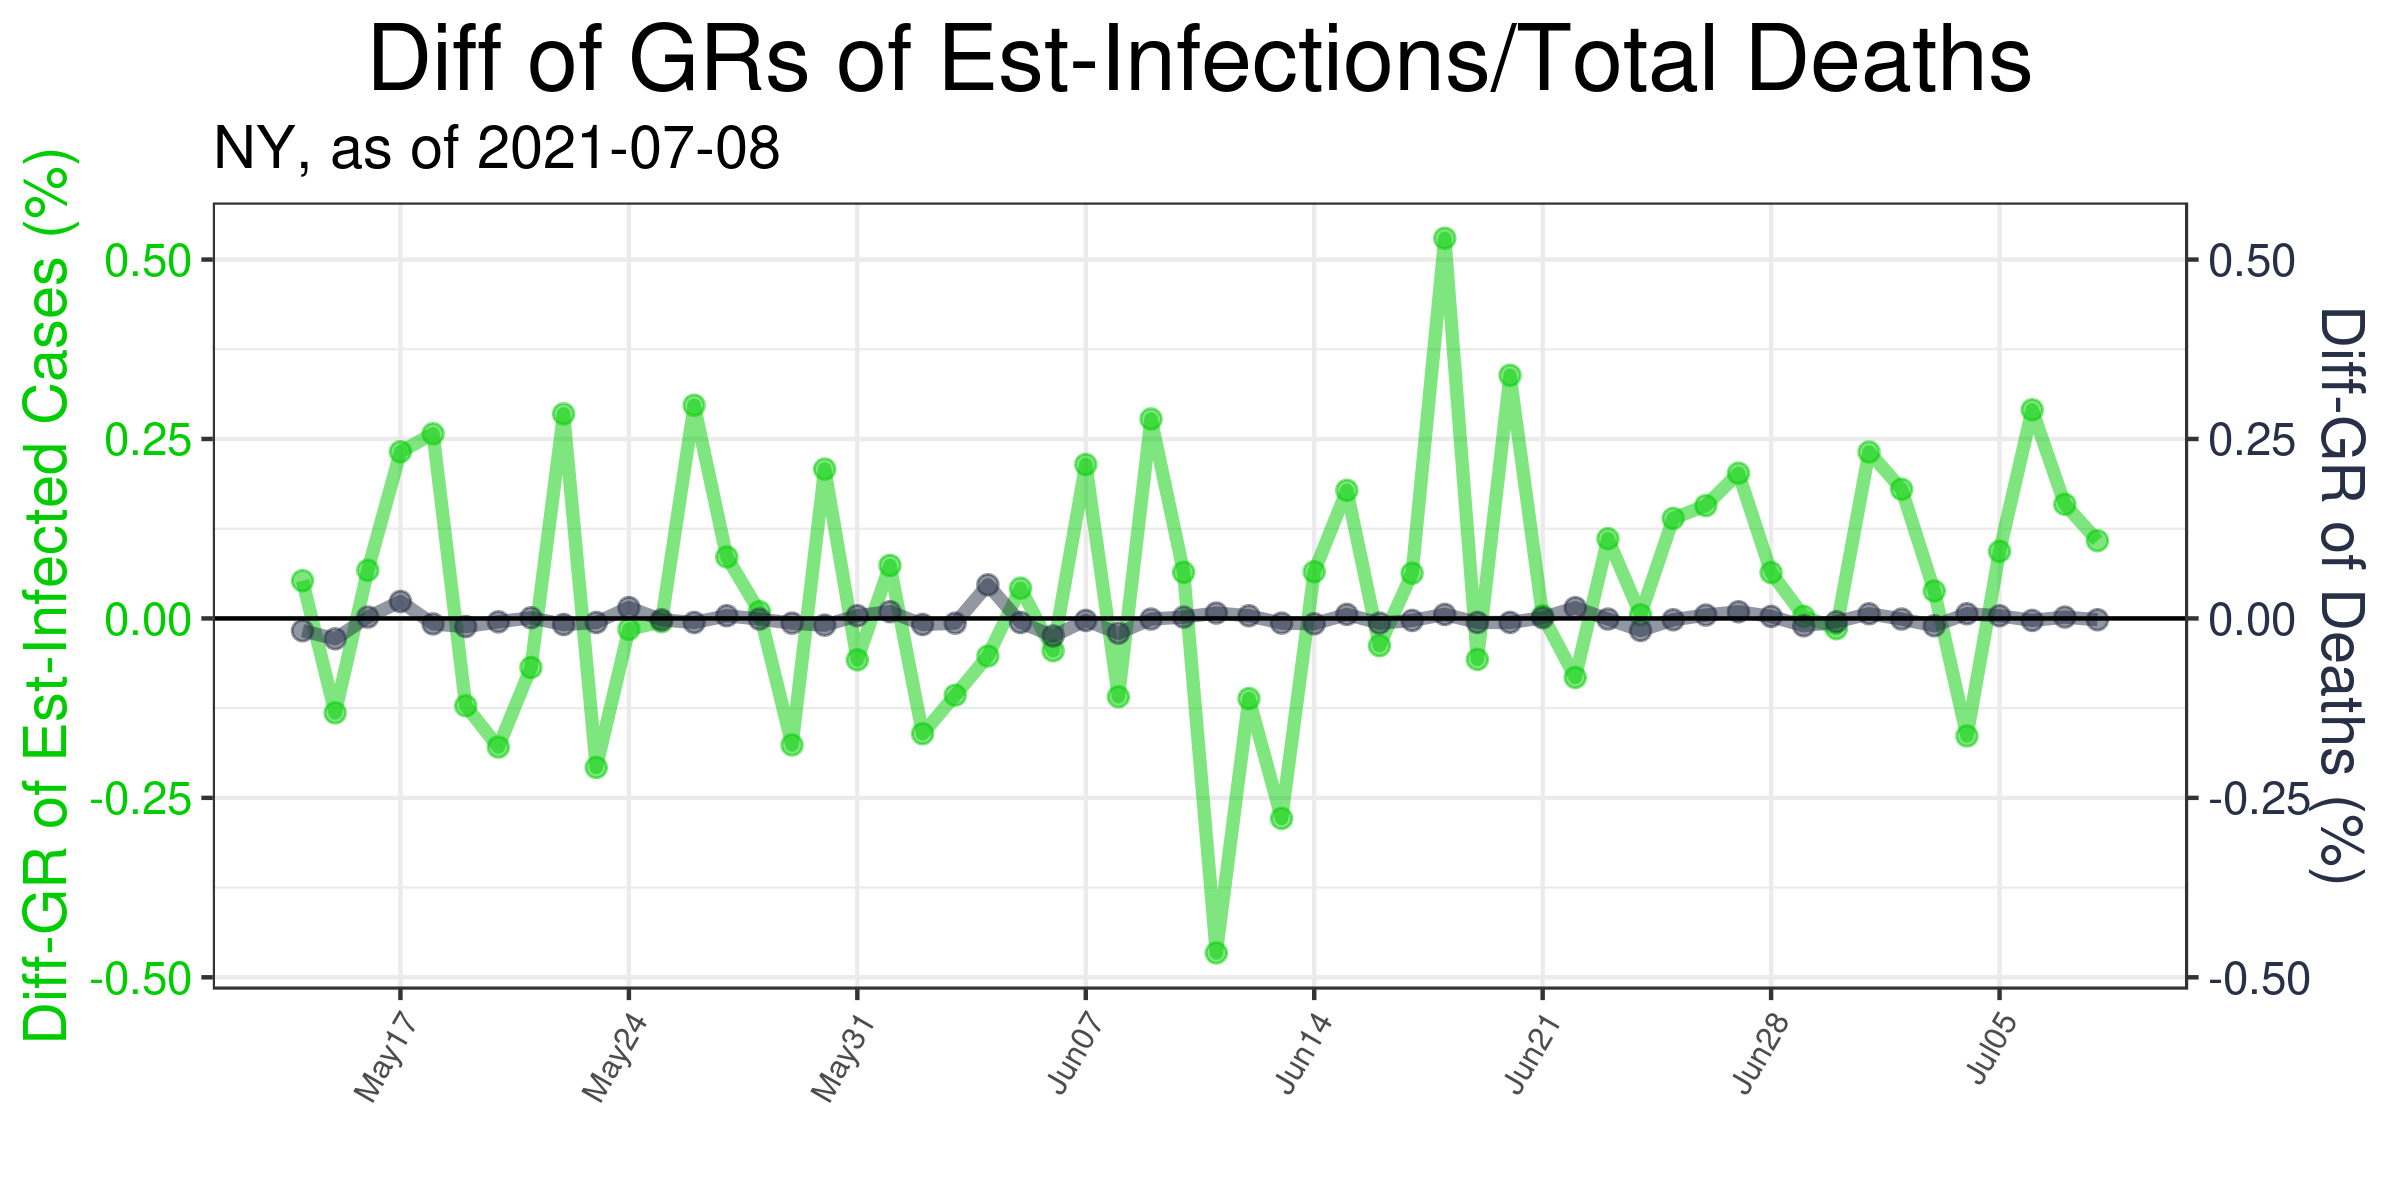 Diff of GRs of Est-Infections/Total Deaths
NY, as of 2021-07-08
Diff-GR of Est-Infected Cases (%)
0.50
0.25
0.00
-0.25
-0.50
0.50
0.25
0.00
-0.25
-0.50
Diff-GR of Deaths (%)
May17
May24
May31
Jun07
Jun14
Jun21
Jun28
Jul05